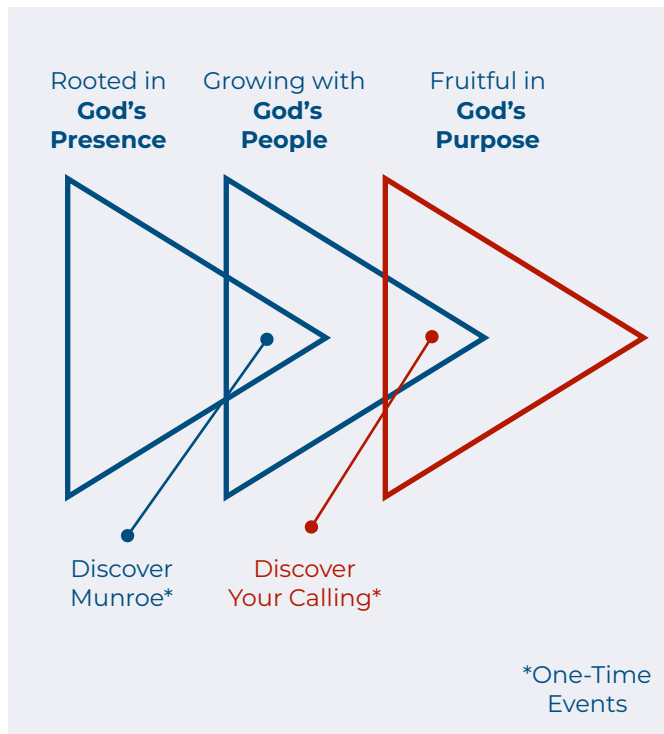 Rooted in
God's
Presence
Growing with
God's
People
Fruitful in
God's
Purpose
Discover
Munroe*
Discover
Your Calling*
*One-Time
Events